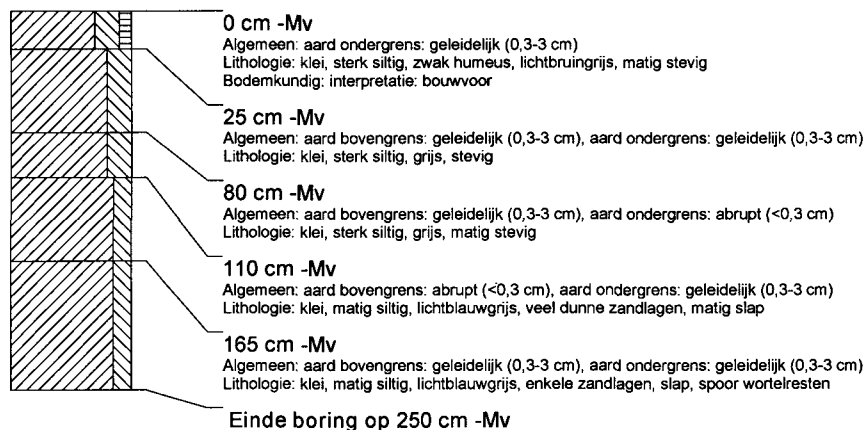 0 cm -Mv
Algemeen: aard ondergrens: geleidelijk (0,3-3 cm)
Lithologie: klei, sterk siltig, zwak humeus, lichtbruingrijs, matig stevig
Bodemkundig: interpretatie: bouwvoor
25 cm -Mv
Algemeen: aard bovengrens: geleidelijk (0,3-3 cm), aard ondergrens: geleidelijk (0,3-3 cm)
Lithologie: klei, sterk siltig, grijs, stevig
80 cm -Mv
Algemeen: aard bovengrens: geleidelijk (0,3-3 cm), aard ondergrens: abrupt (<0,3 cm)
Lithologie: klei, sterk siltig, grijs, matig stevig
110 cm -Mv
Algemeen: aard bovengrens: abrupt (<0,3 cm), aard ondergrens: geleidelijk (0,3-3 cm)
Lithologie: klei, matig siltig, lichtblauwgrijs, veel dunne zandlagen, matig slap
165 cm -Mv
Algemeen: aard bovengrens: geleidelijk (0,3-3 cm), aard ondergrens: geleidelijk (0,3-3 cm)
Lithologie: klei, matig siltig, lichtblauwgrijs, enkele zandlagen, slap, spoor wortelresten
Einde boring op 250 cm -Mv